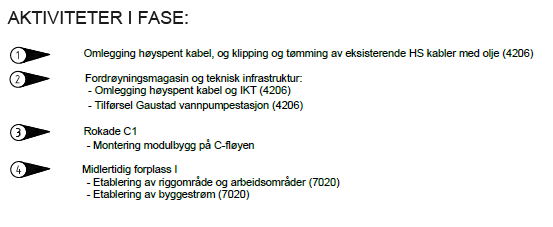 AKTIVITETER I FASE:
1 Omlegging høyspent kabel, og klipping og tømming av eksisterende HS kabler med olje (4206)
2 Fordrøyningsmagasin og teknisk infrastruktur:
- Omlegging høyspent kabel og IKT (4206)
- Tilførsel Gaustad vannpumpestasjon (4206)
3 Rokade C1
- Montering modulbygg på C-fløyen
4 Midlertidig forplass I
- Etablering av riggområde og arbeidsområder (7020)
- Etablering av byggestrøm (7020)